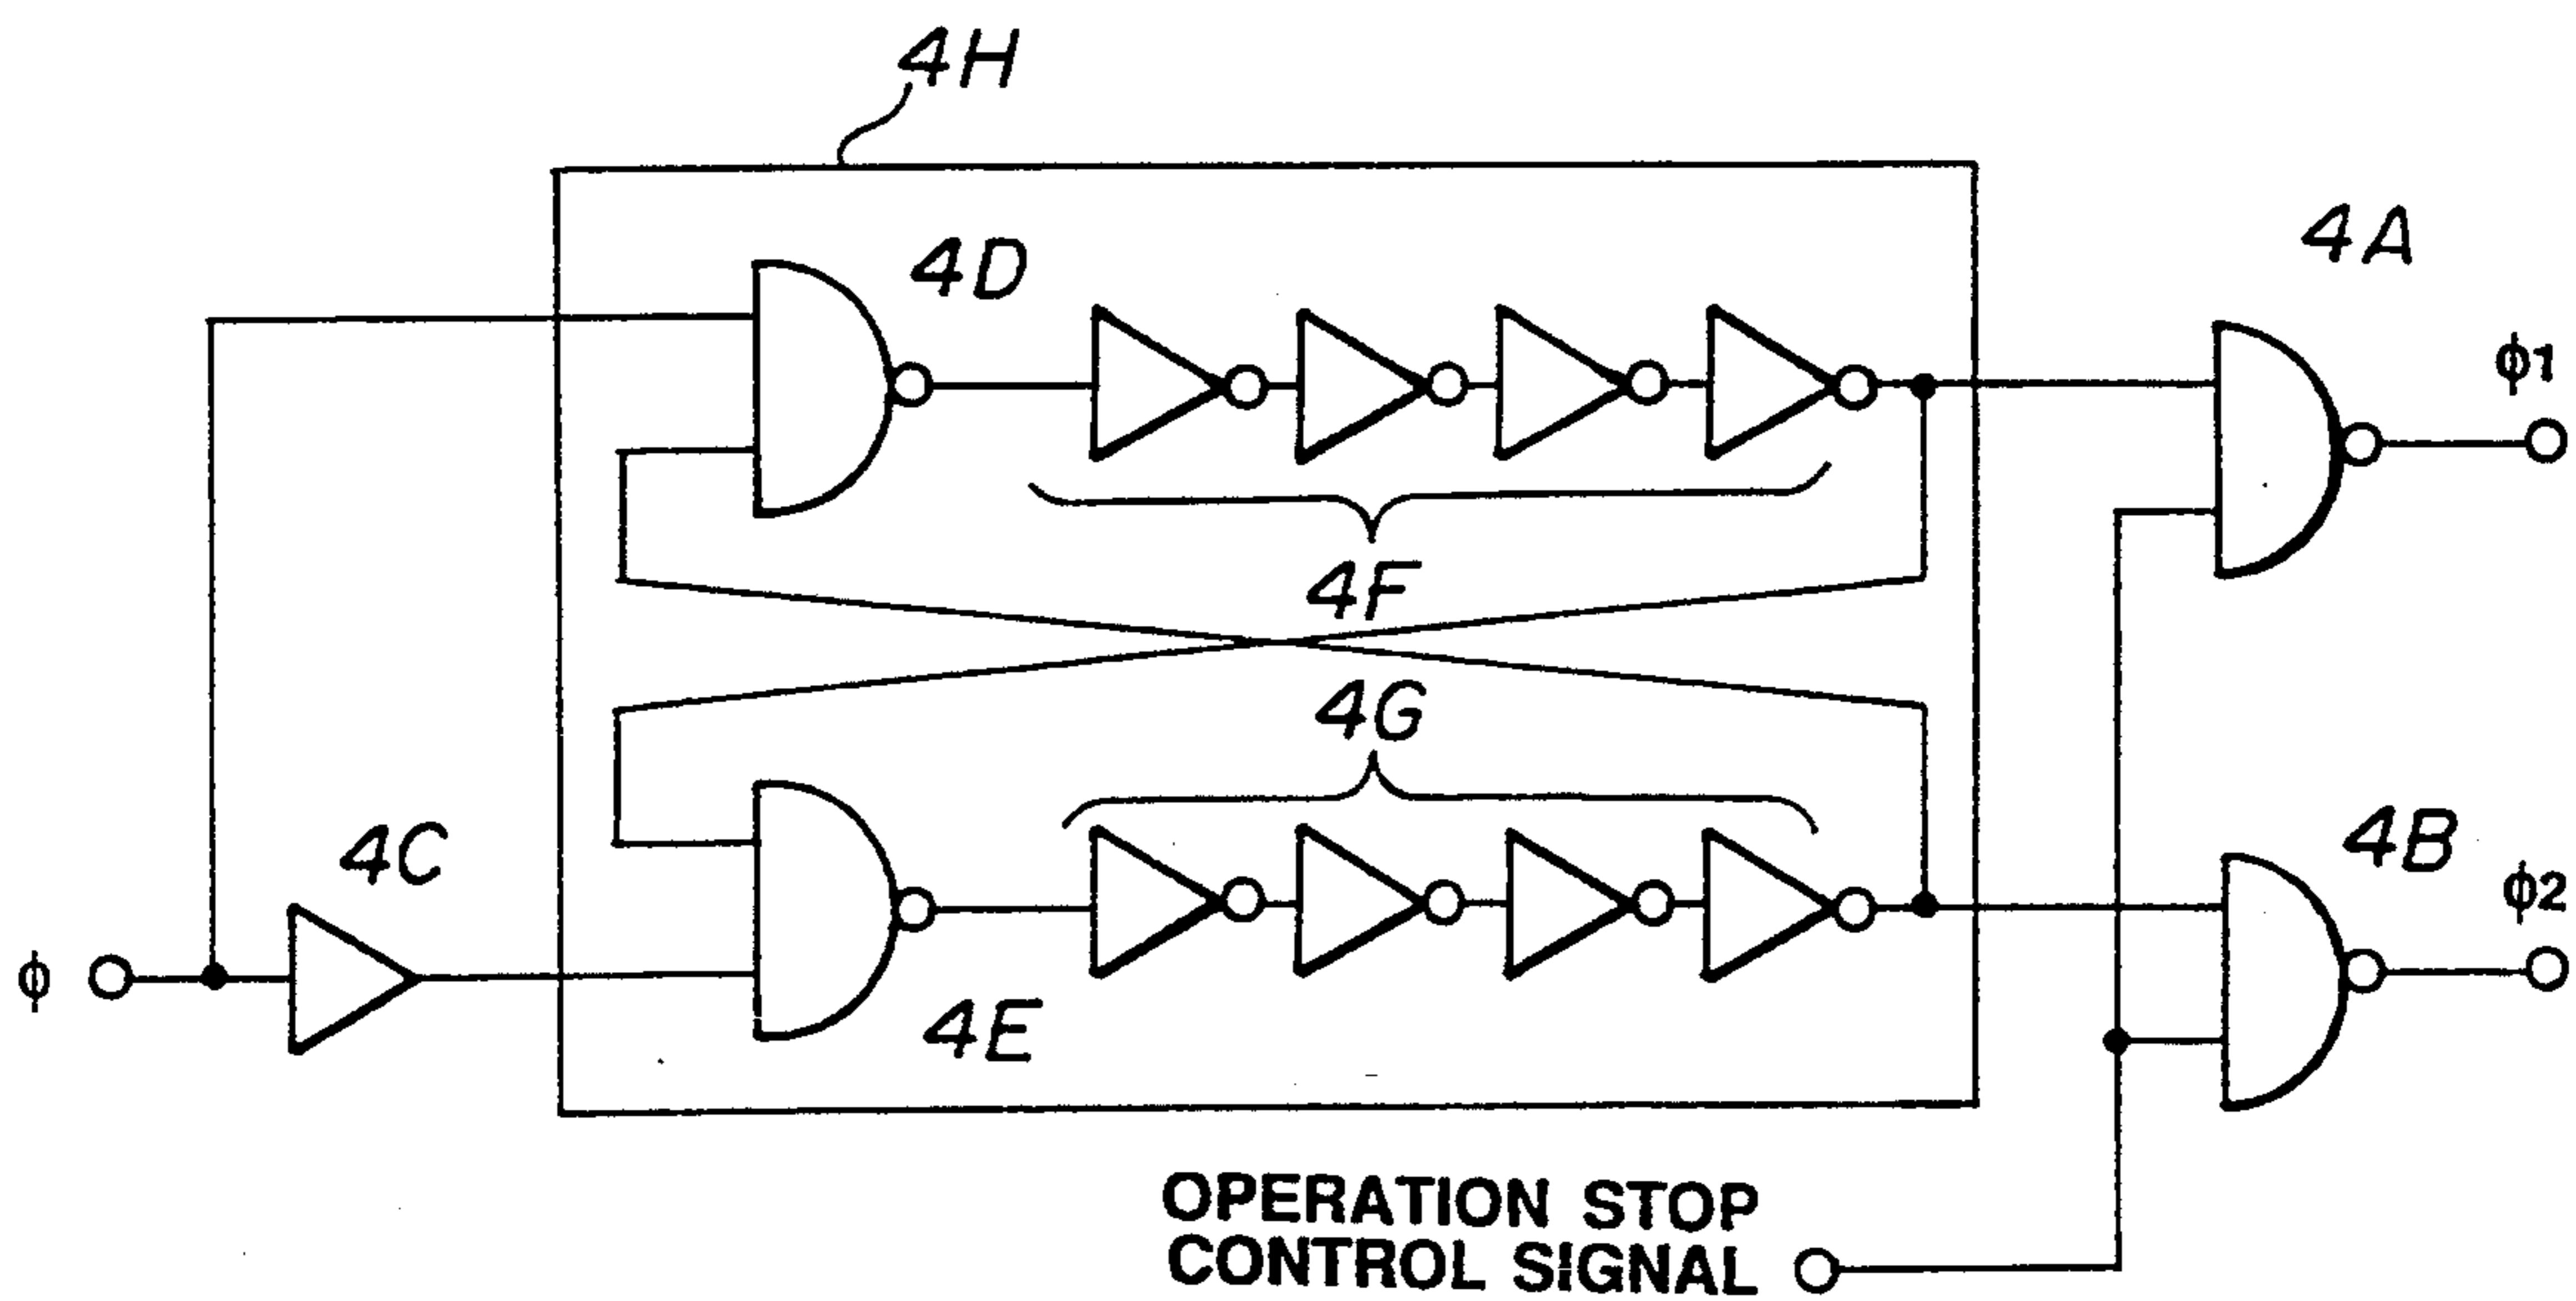 4H
4D
4A
ϕ1
4F
4G
4C
4B
ϕ2
ϕ
4E
OPERATION STOP
CONTROL SIGNAL